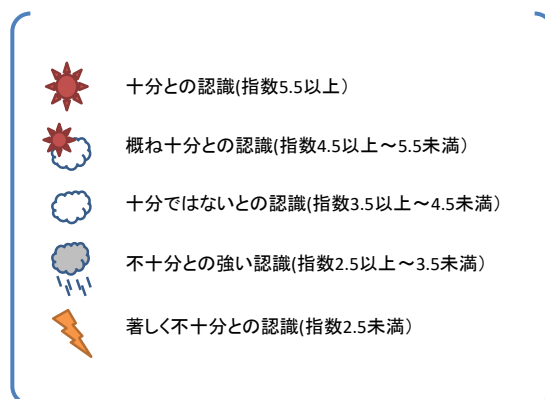 十分との認識(指数5.5以上)
概ね十分との認識(指数4.5以上～5.5未満)
十分ではないとの認識(指数3.5以上～4.5未満)
不十分との強い認識(指数2.5以上～3.5未満)
著しく不十分との認識(指数2.5未満)